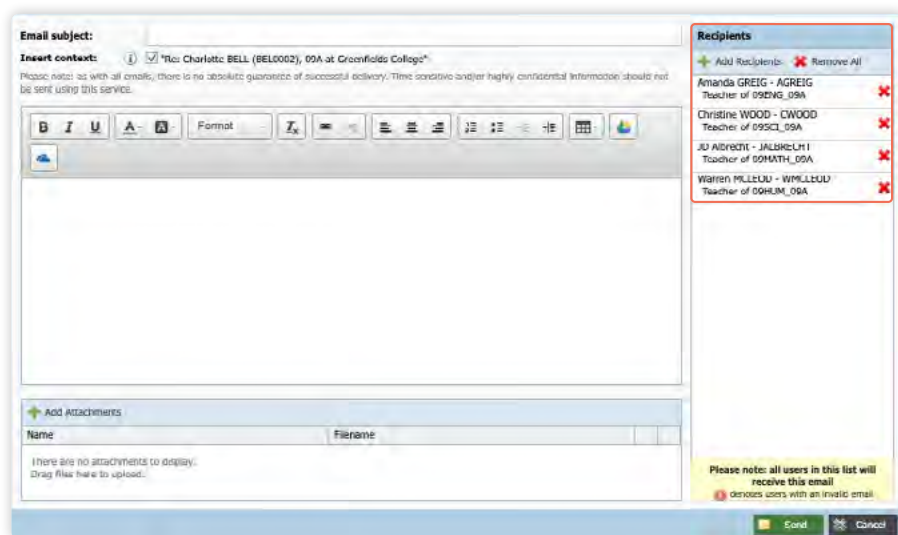 Email subject:
Insert context: i "Re: Charlotte BELL (BEL0002), 09A at Greenfields College"
Please note: as with all emails, there is no absolute guarantee of successful delivery. Time sensitive and/or highly confidential information should not
be sent using this service.
B I U A A Format Tx
Add Attachments
Name Filename
There are no attachments to display.
Drag files here to upload.
Recipients
Add Recipients Remove All
Amanda GREIG - AGREIG
Teacher of 09ENG_09A
Christine WOOD - CWOOD
Teacher of 09SCI_09A
JD Albrecht - JALBRECHT
Teacher of 09MATH_09A
Warren MCLEOD - WMCLEOD
Teacher of 09HUM_09A
Please note: all users in this list will
receive this email
denotes users with an invalid email
Send Cancel